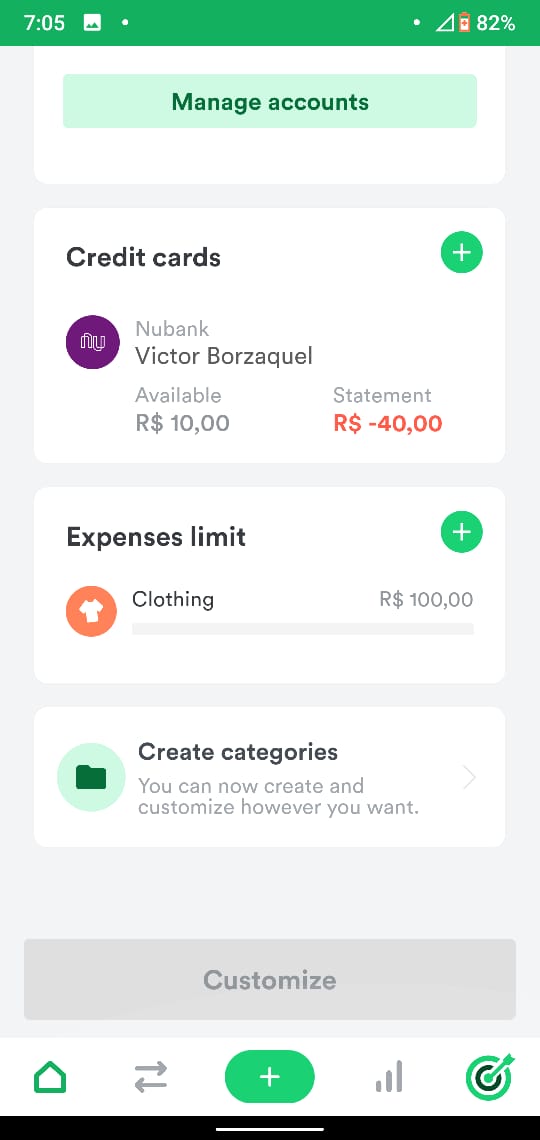 7:05
82%
Manage accounts
Credit cards
nu
Nubank
Victor Borzaquel
Available
Statement
R$ 10,00
R$ -40,00
Expenses limit
Clothing
R$ 100,00
Create categories
You can now create and
customize however you want.
Customize